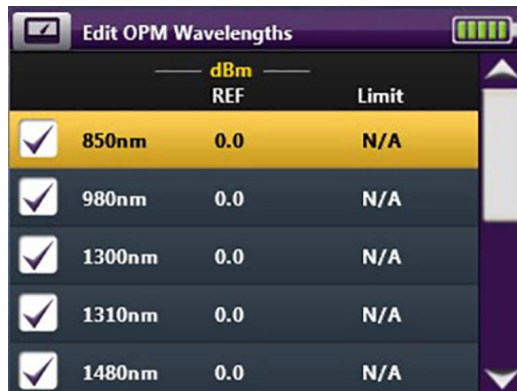 Edit OPM Wavelengths
dBm
REF Limit
850nm 0.0 N/A
980nm 0.0 N/A
1300nm 0.0 N/A
1310nm 0.0 N/A
1480nm 0.0 N/A